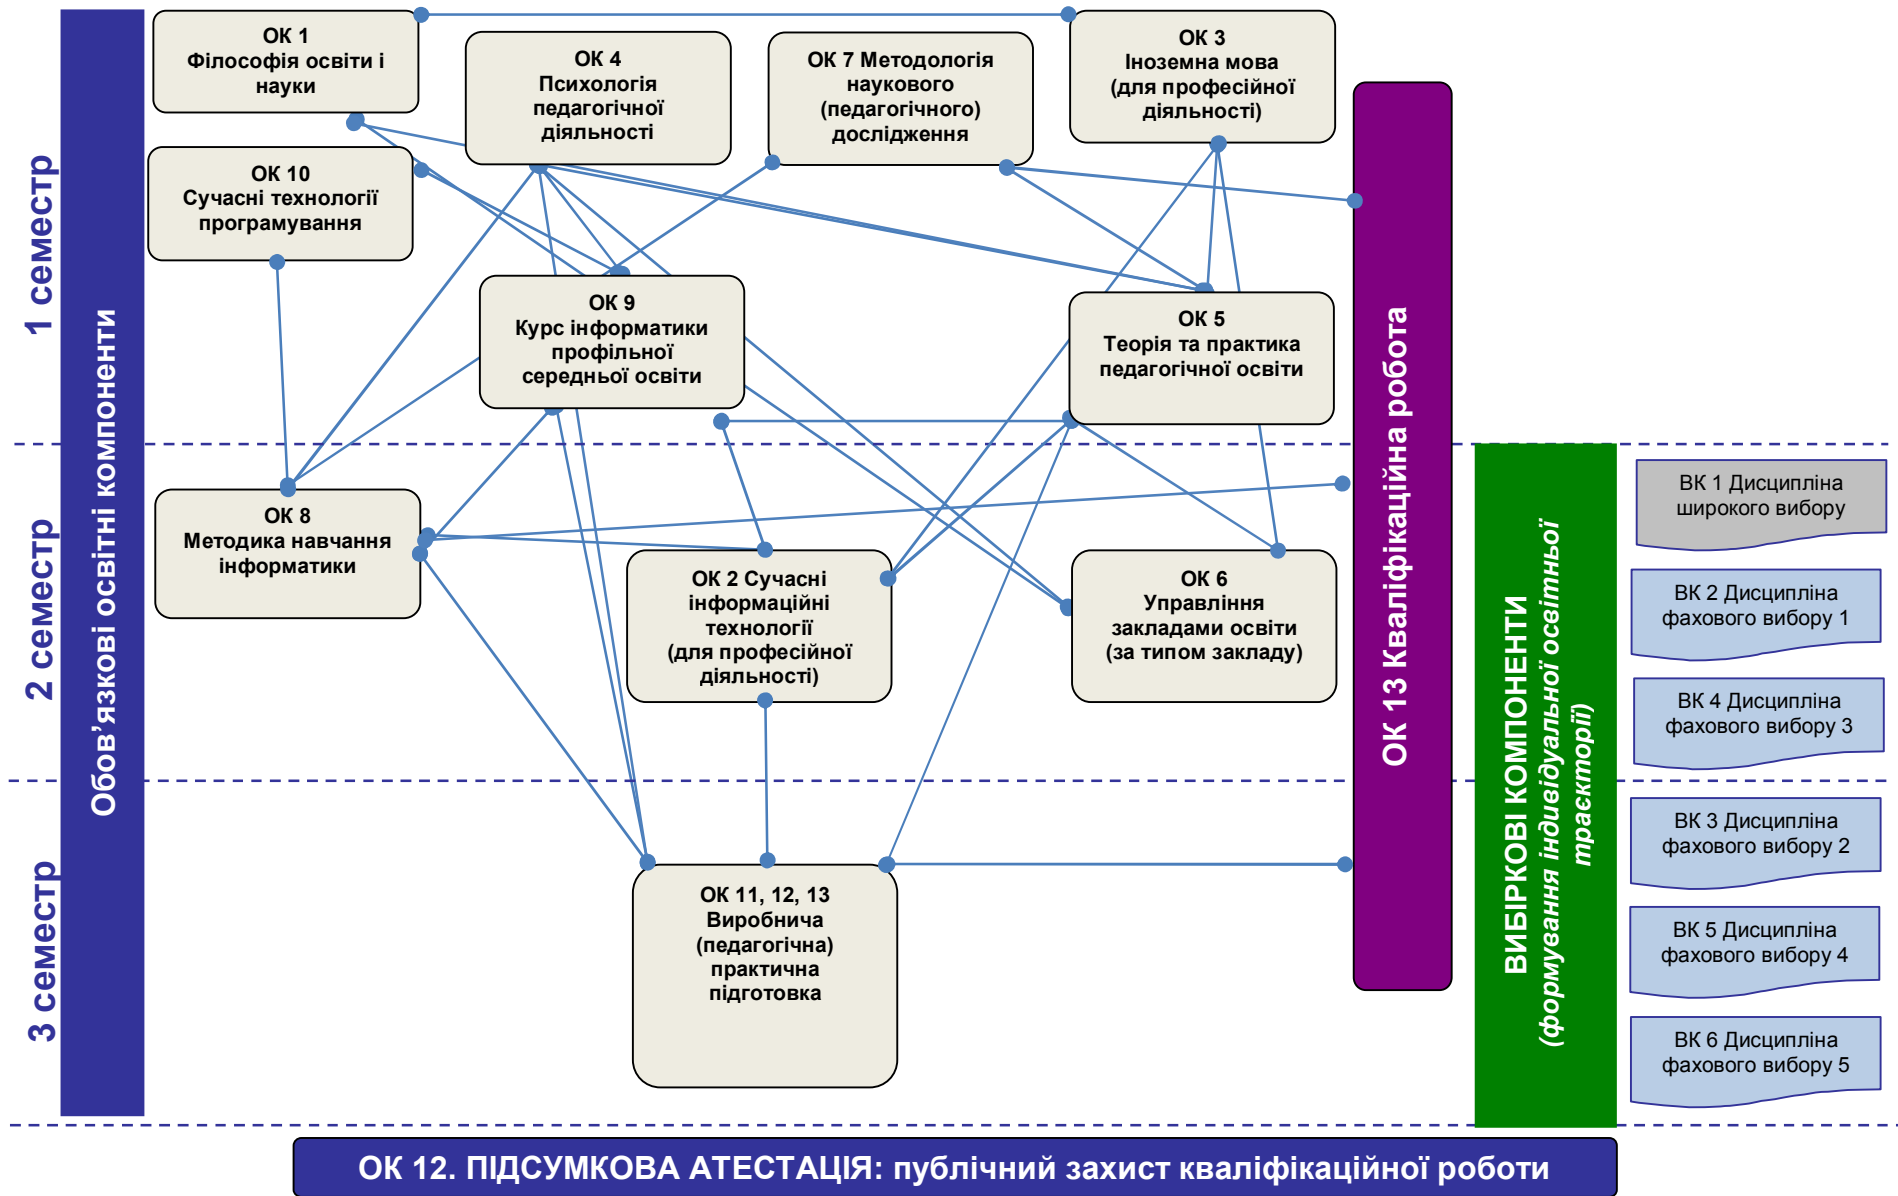 1 семестр
2 семестр
3 семестр
Обов’язкові освітні компоненти
ОК 1
Філософія освіти і
науки
ОК 4
Психологія
педагогічної
діяльності
ОК 7 Методологія
наукового
(педагогічного)
дослідження
ОК 3
Іноземна мова
(для професійної
діяльності)
ОК 10
Сучасні технології
програмування
ОК 9
Курс інформатики
профільної
середньої освіти
ОК 5
Теорія та практика
педагогічної освіти
ОК 8
Методика навчання
інформатики
ОК 2 Сучасні
інформаційні
технології
(для професійної
діяльності)
ОК 6
Управління
закладами освіти
(за типом закладу)
ОК 11, 12, 13
Виробнича
(педагогічна)
практична
підготовка
ОК 13 Кваліфікаційна робота
ВИБІРКОВІ КОМПОНЕНТИ
(формування індивідуальної освітньої
траєкторії)
ВК 1 Дисципліна
широкого вибору
ВК 2 Дисципліна
фахового вибору 1
ВК 4 Дисципліна
фахового вибору 3
ВК 3 Дисципліна
фахового вибору 2
ВК 5 Дисципліна
фахового вибору 4
ВК 6 Дисципліна
фахового вибору 5
ОК 12. ПІДСУМКОВА АТЕСТАЦІЯ: публічний захист кваліфікаційної роботи